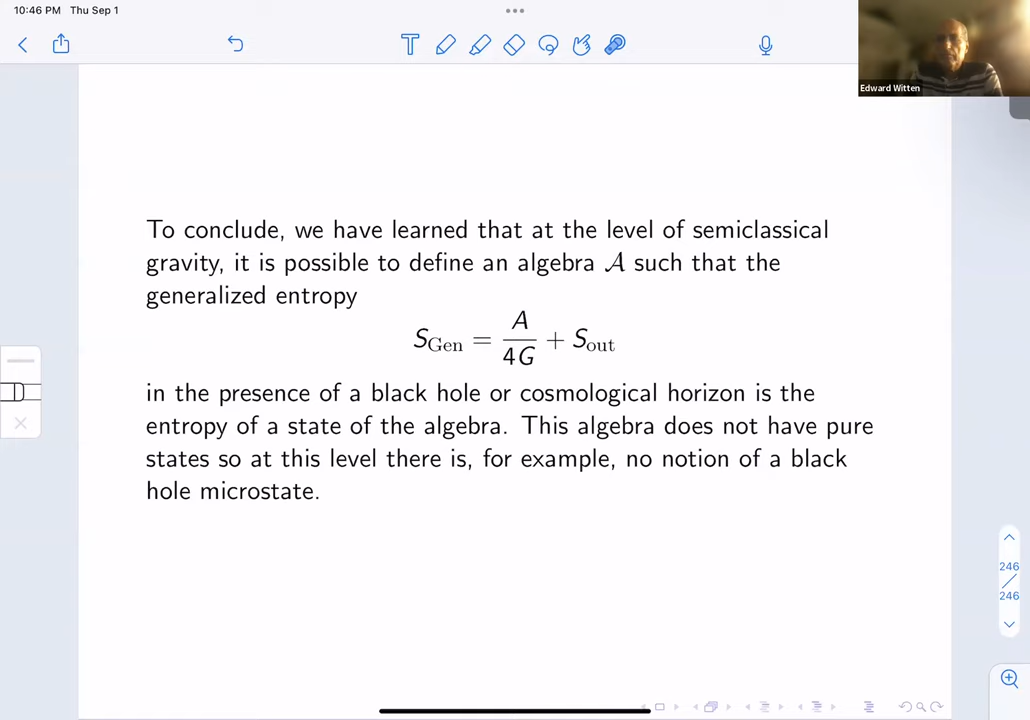 10:46 PM Thu Sep 1
Edward Witten
To conclude, we have learned that at the level of semiclassical
gravity, it is possible to define an algebra 𝒜 such that the
generalized entropy
S_Gen = A/4G + S_out
in the presence of a black hole or cosmological horizon is the
entropy of a state of the algebra. This algebra does not have pure
states so at this level there is, for example, no notion of a black
hole microstate.
246
246